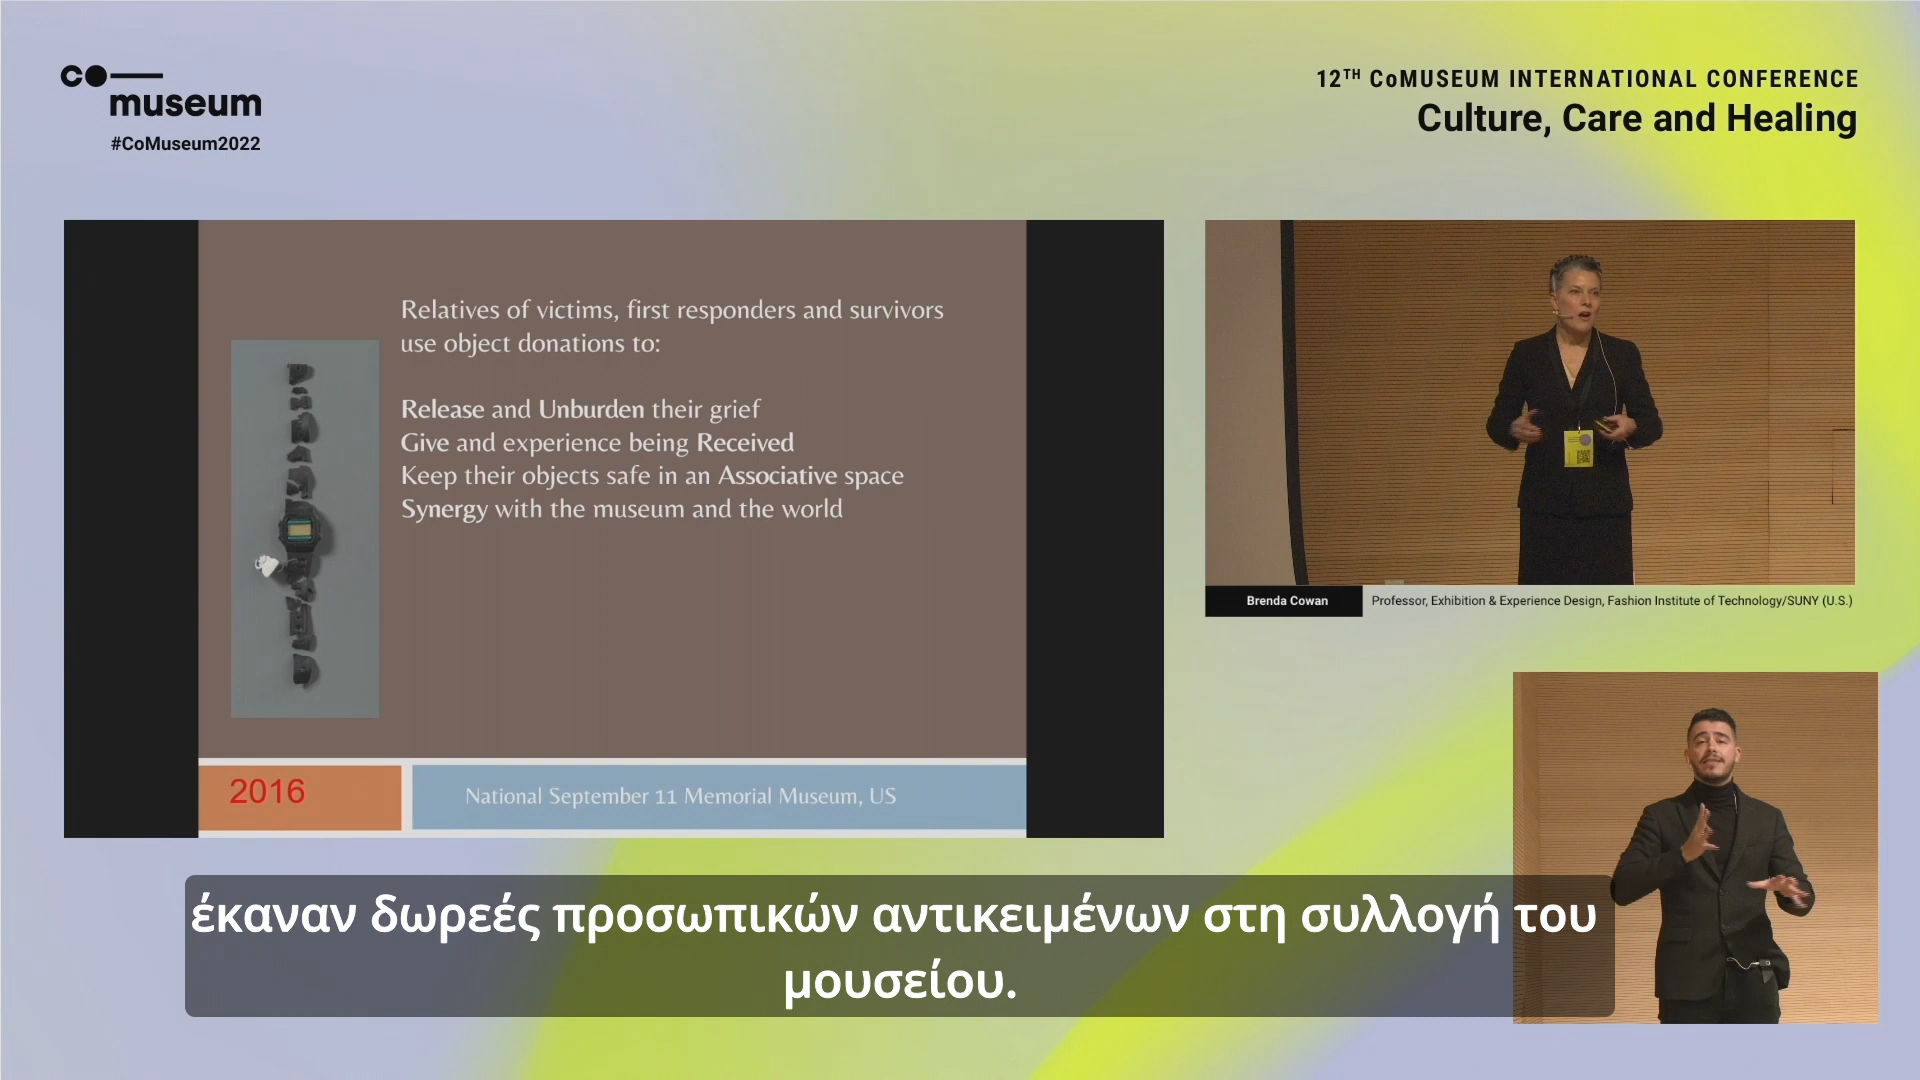 co
museum
#CoMuseum2022
12TH CoMUSEUM INTERNATIONAL CONFERENCE
Culture, Care and Healing
Relatives of victims, first responders and survivors
use object donations to:
Release and Unburden their grief
Give and experience being Received
Keep their objects safe in an Associative space
Synergy with the museum and the world
2016
National September 11 Memorial Museum, US
Brenda Cowan
Professor, Exhibition & Experience Design, Fashion Institute of Technology/SUNY (U.S.)
έκαναν δωρεές προσωπικών αντικειμένων στη συλλογή του
μουσείου.